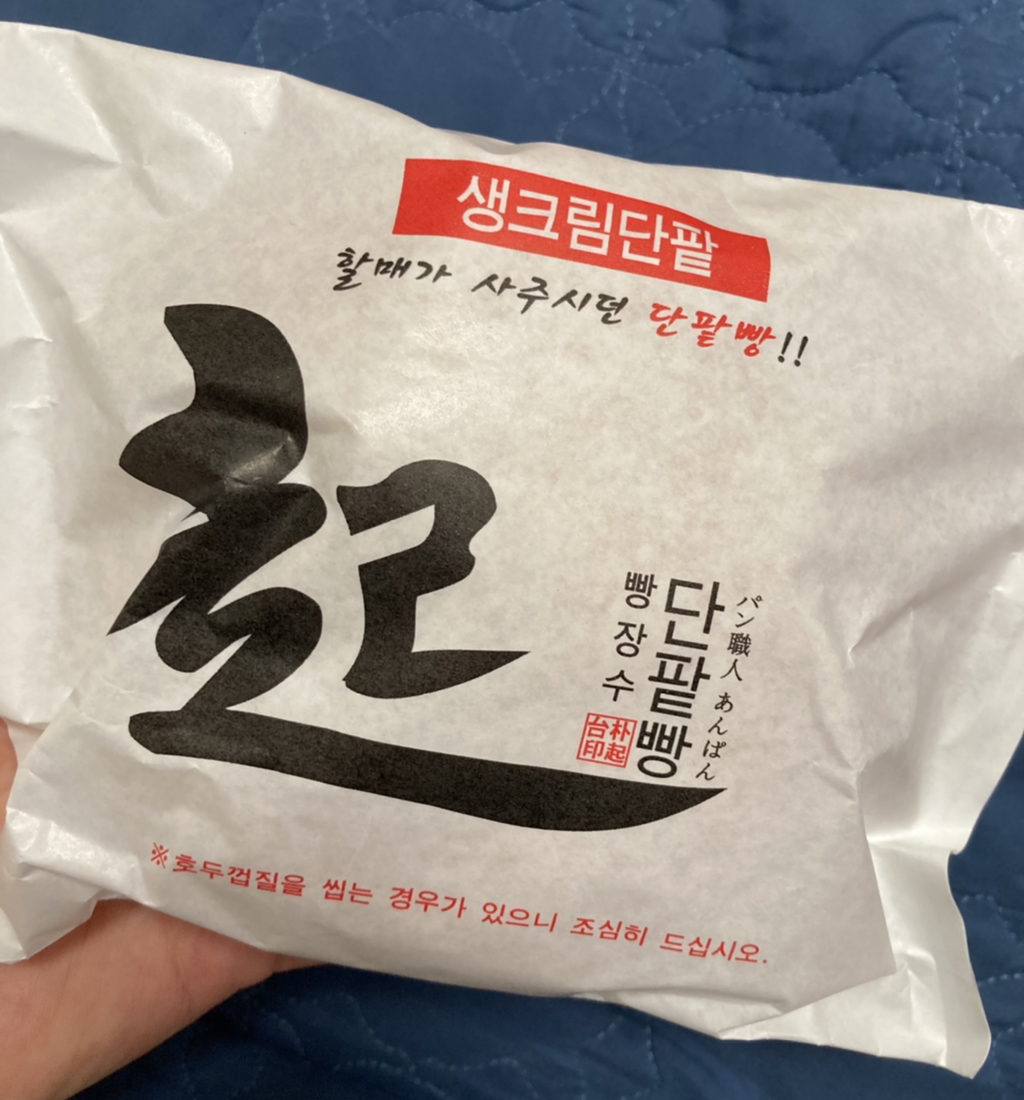 생크림단팥
할매가 사주시던 단팥빵!!
起
パン職人 あんぱん
단팥빵
빵장수
朴起
台印
※호두껍질을 씹는 경우가 있으니 조심히 드십시오.